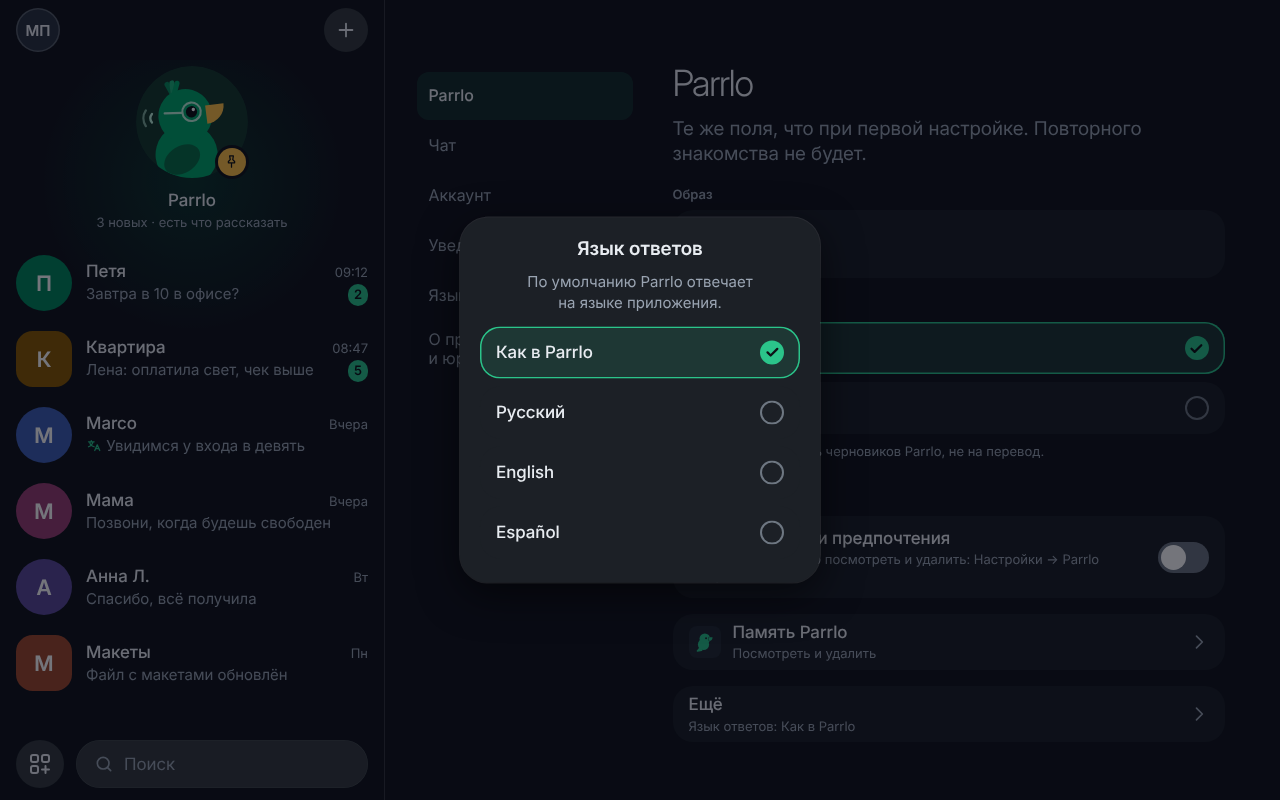 МП
Parrlo
3 новых · есть что рассказать
П
Петя
09:12
Завтра в 10 в офисе?
2
К
Квартира
08:47
Лена: оплатила свет, чек выше
5
M
Marco
Вчера
Увидимся у входа в девять
М
Мама
Вчера
Позвони, когда будешь свободен
А
Анна Л.
Вт
Спасибо, всё получила
М
Макеты
Пн
Файл с макетами обновлён
Поиск
Parrlo
Чат
Аккаунт
Parrlo
Те же поля, что при первой настройке. Повторного
знакомства не будет.
Образ
Язык ответов
По умолчанию Parrlo отвечает
на языке приложения.
Как в Parrlo
Русский
English
Español
черновиков Parrlo, не на перевод.
и предпочтения
посмотреть и удалить: Настройки → Parrlo
Память Parrlo
Посмотреть и удалить
Ещё
Язык ответов: Как в Parrlo